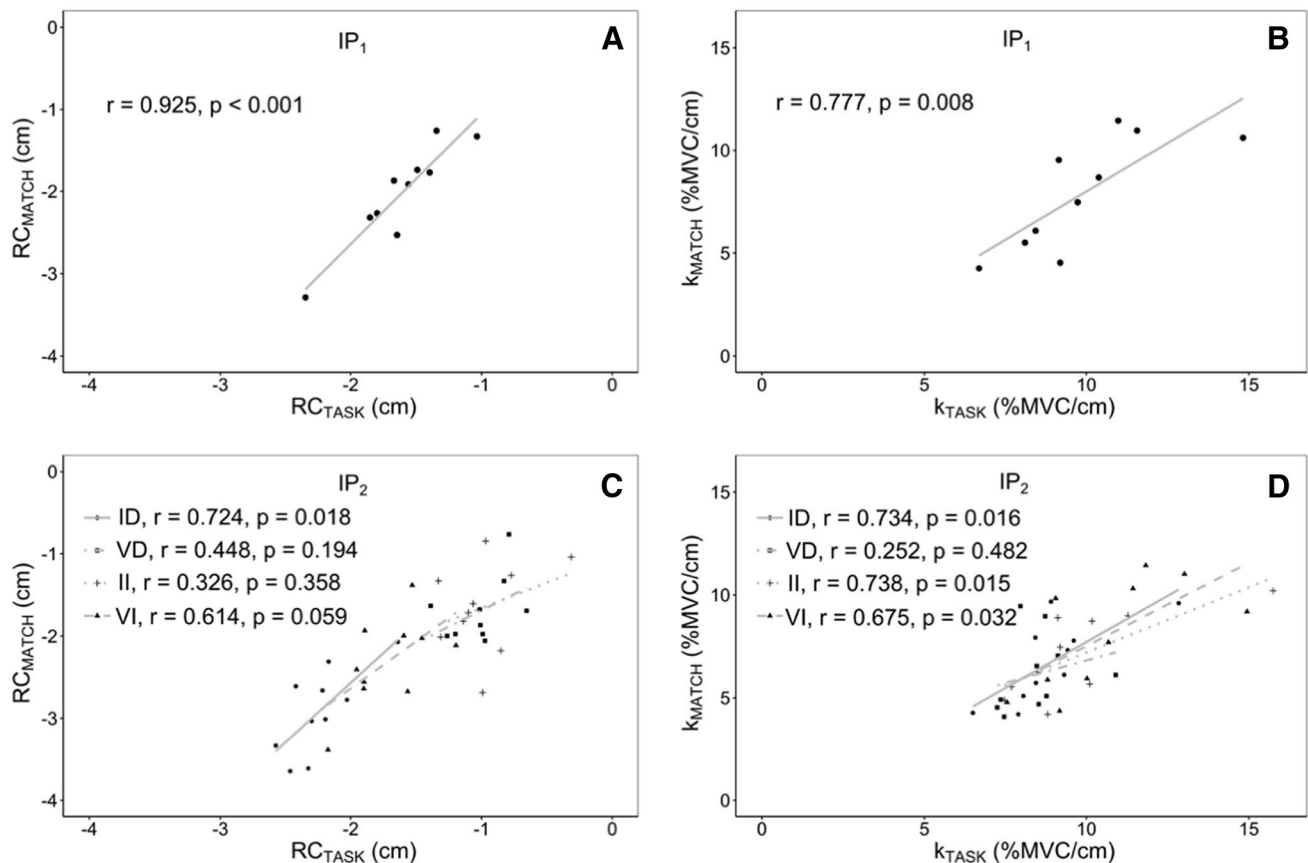 A
IP1
r = 0.925, p < 0.001
0
-1
-2
-3
-4
RCMATCH (cm)
-4 -3 -2 -1 0
RCTASK (cm)
B
IP1
r = 0.777, p = 0.008
15
10
5
0
kMATCH (%MVC/cm)
0 5 10 15
kTASK (%MVC/cm)
C
IP2
ID, r = 0.724, p = 0.018
VD, r = 0.448, p = 0.194
II, r = 0.326, p = 0.358
VI, r = 0.614, p = 0.059
0
-1
-2
-3
-4
RCMATCH (cm)
-4 -3 -2 -1 0
RCTASK (cm)
D
IP2
ID, r = 0.734, p = 0.016
VD, r = 0.252, p = 0.482
II, r = 0.738, p = 0.015
VI, r = 0.675, p = 0.032
15
10
5
0
kMATCH (%MVC/cm)
0 5 10 15
kTASK (%MVC/cm)